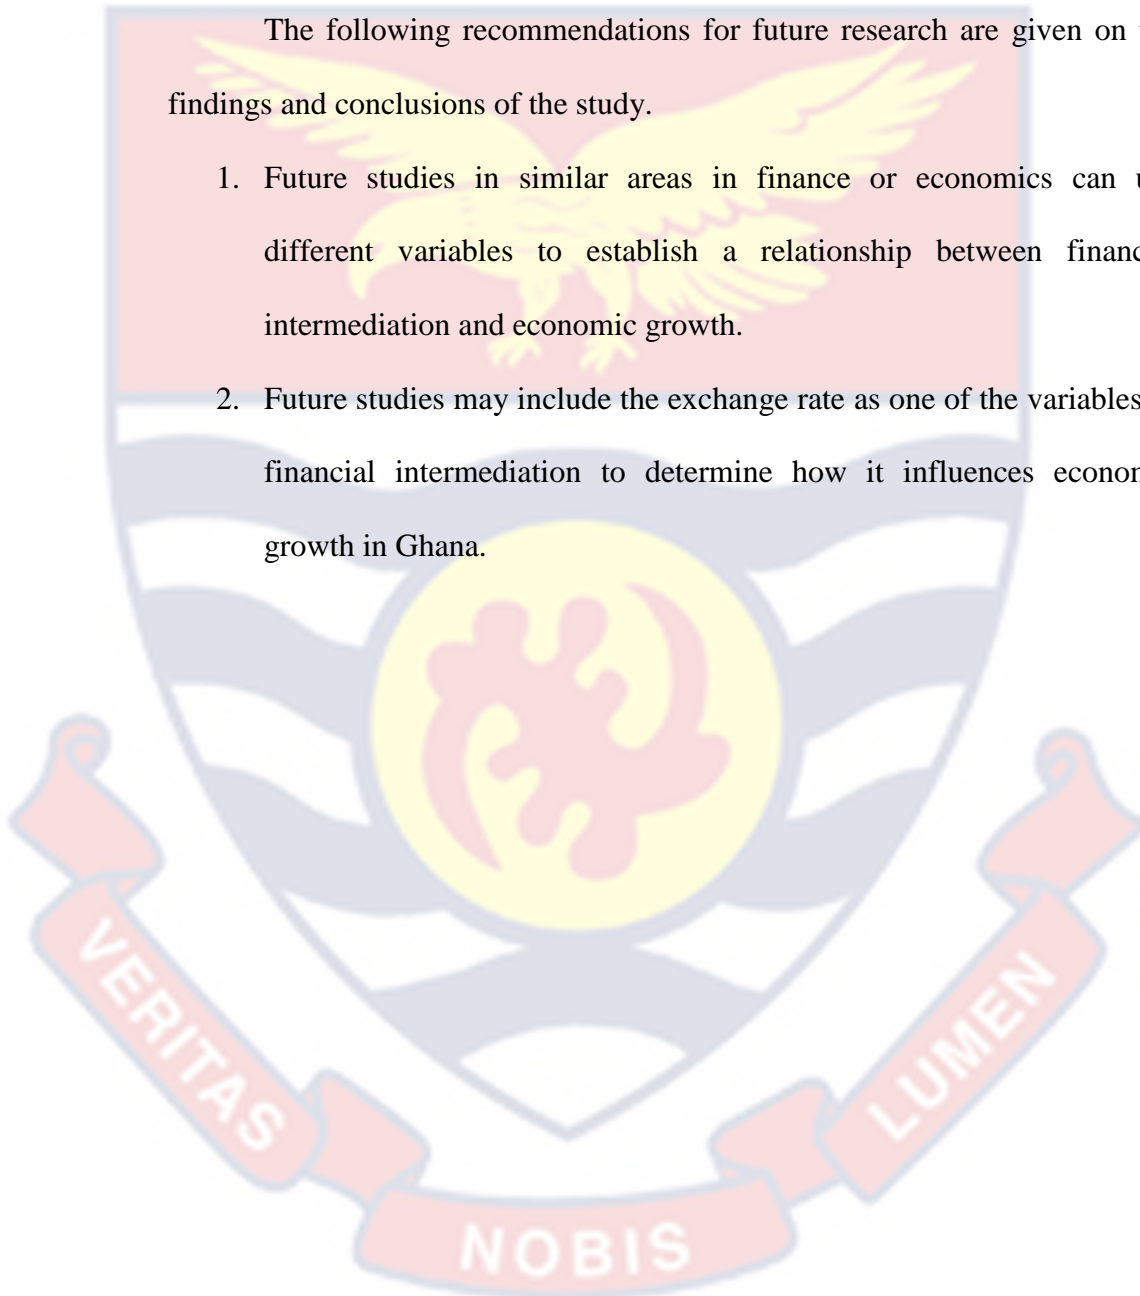 The following recommendations for future research are given on
findings and conclusions of the study.
1. Future studies in similar areas in finance or economics can
different variables to establish a relationship between
intermediation and economic growth.
2. Future studies may include the exchange rate as one of the variables
financial intermediation to determine how it influences
growth in Ghana.
VERITAS
NOBIS
LUMEN